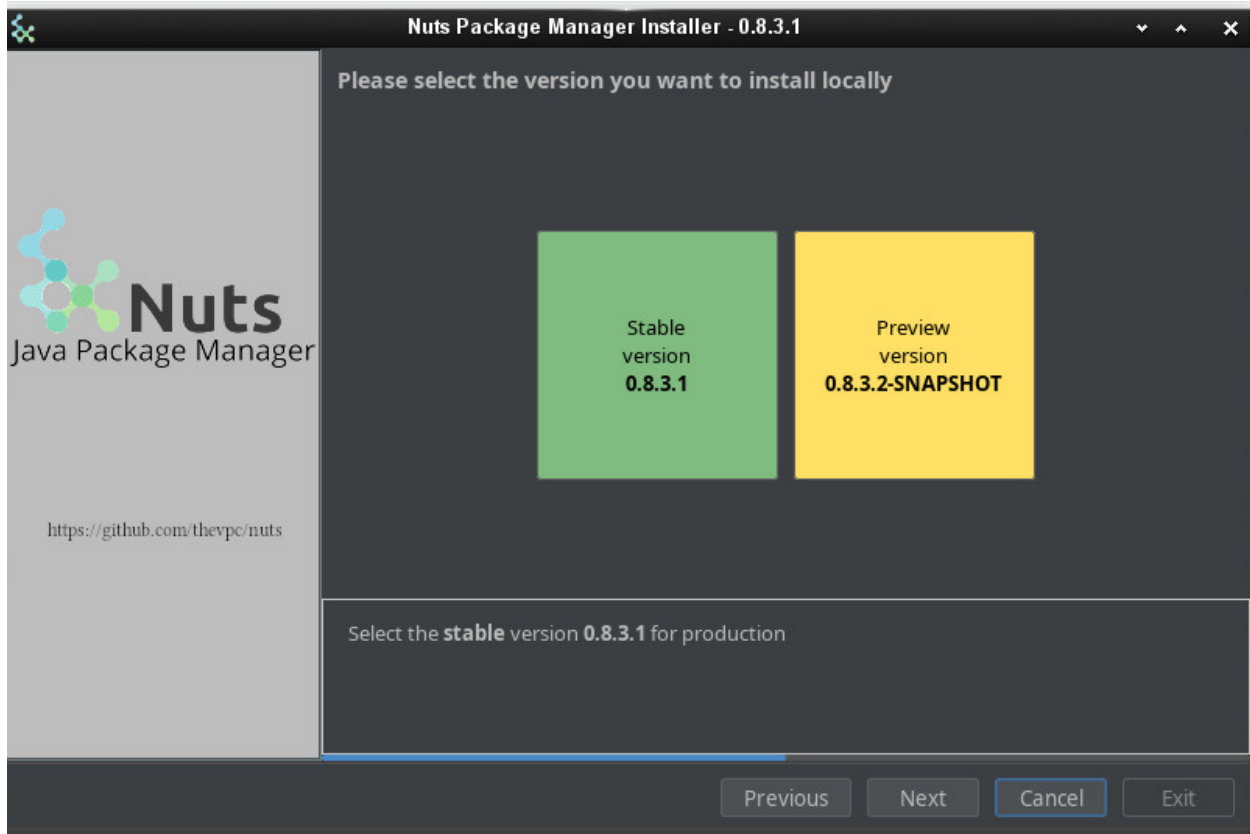 Nuts Package Manager Installer - 0.8.3.1
Please select the version you want to install locally
Nuts
Java Package Manager
https://github.com/thevpc/nuts
Stable
version
0.8.3.1
Preview
version
0.8.3.2-SNAPSHOT
Select the stable version 0.8.3.1 for production
Previous
Next
Cancel
Exit